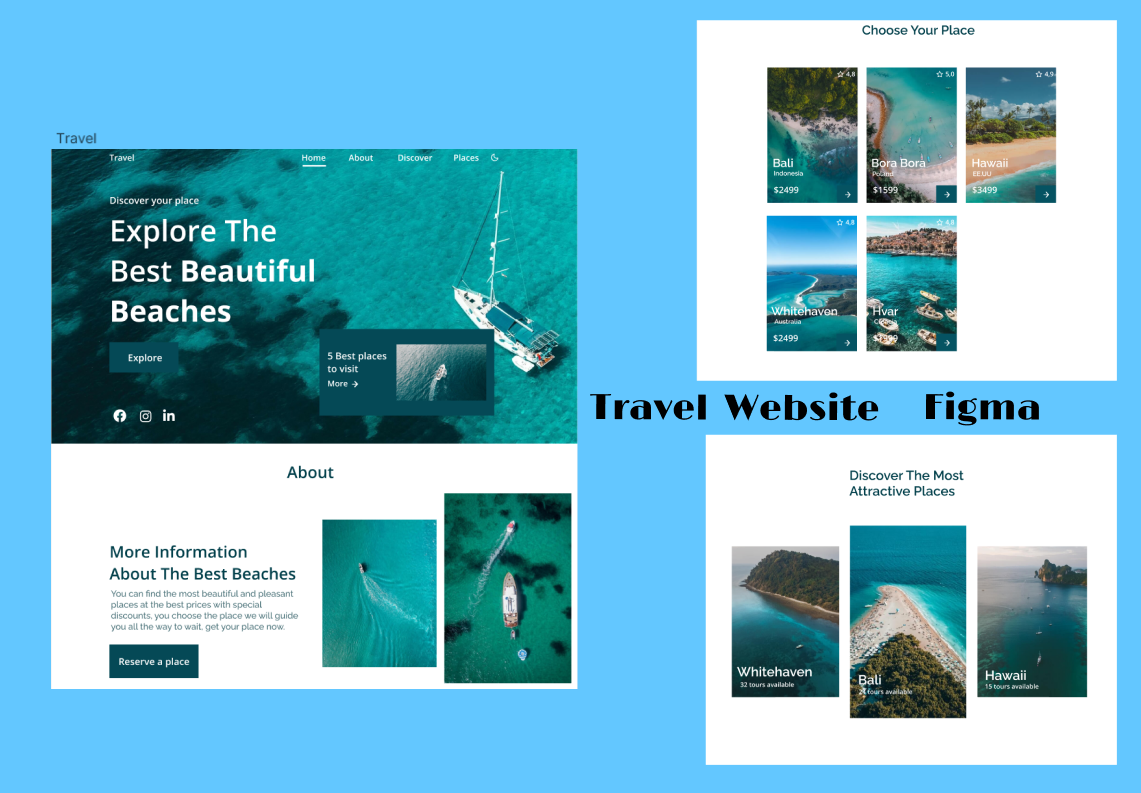 Travel
Travel
Home
About
Discover
Places
Discover your place
Explore The
Best Beautiful
Beaches
Explore
5 Best places
to visit
More
About
More Information
About The Best Beaches
You can find the most beautiful and pleasant
places at the best prices with special
discounts, you choose the place we will guide
you all the way to wait, get your place now.
Reserve a place
Choose Your Place
4,8
Bali
Indonesia
$2499
5,0
Bora Bora
Poland
$1599
4,9
Hawaii
EE.UU
$3499
4,8
Whitehaven
Australia
$2499
4,8
Hvar
Croacia
$1999
Travel Website Figma
Discover The Most
Attractive Places
Whitehaven
32 tours available
Bali
24 tours available
Hawaii
15 tours available